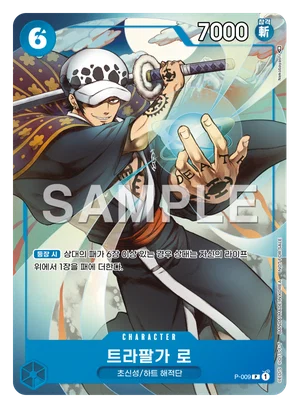 6
7000
참격
斬
DEATH
SAMPLE
등장 시 상대의 패가 6장 이상 있는 경우 상대는 자신의 라이프
위에서 1장을 패에 더한다.
CHARACTER
트라팔가 로
초신성/하트 해적단
P-009 P 1